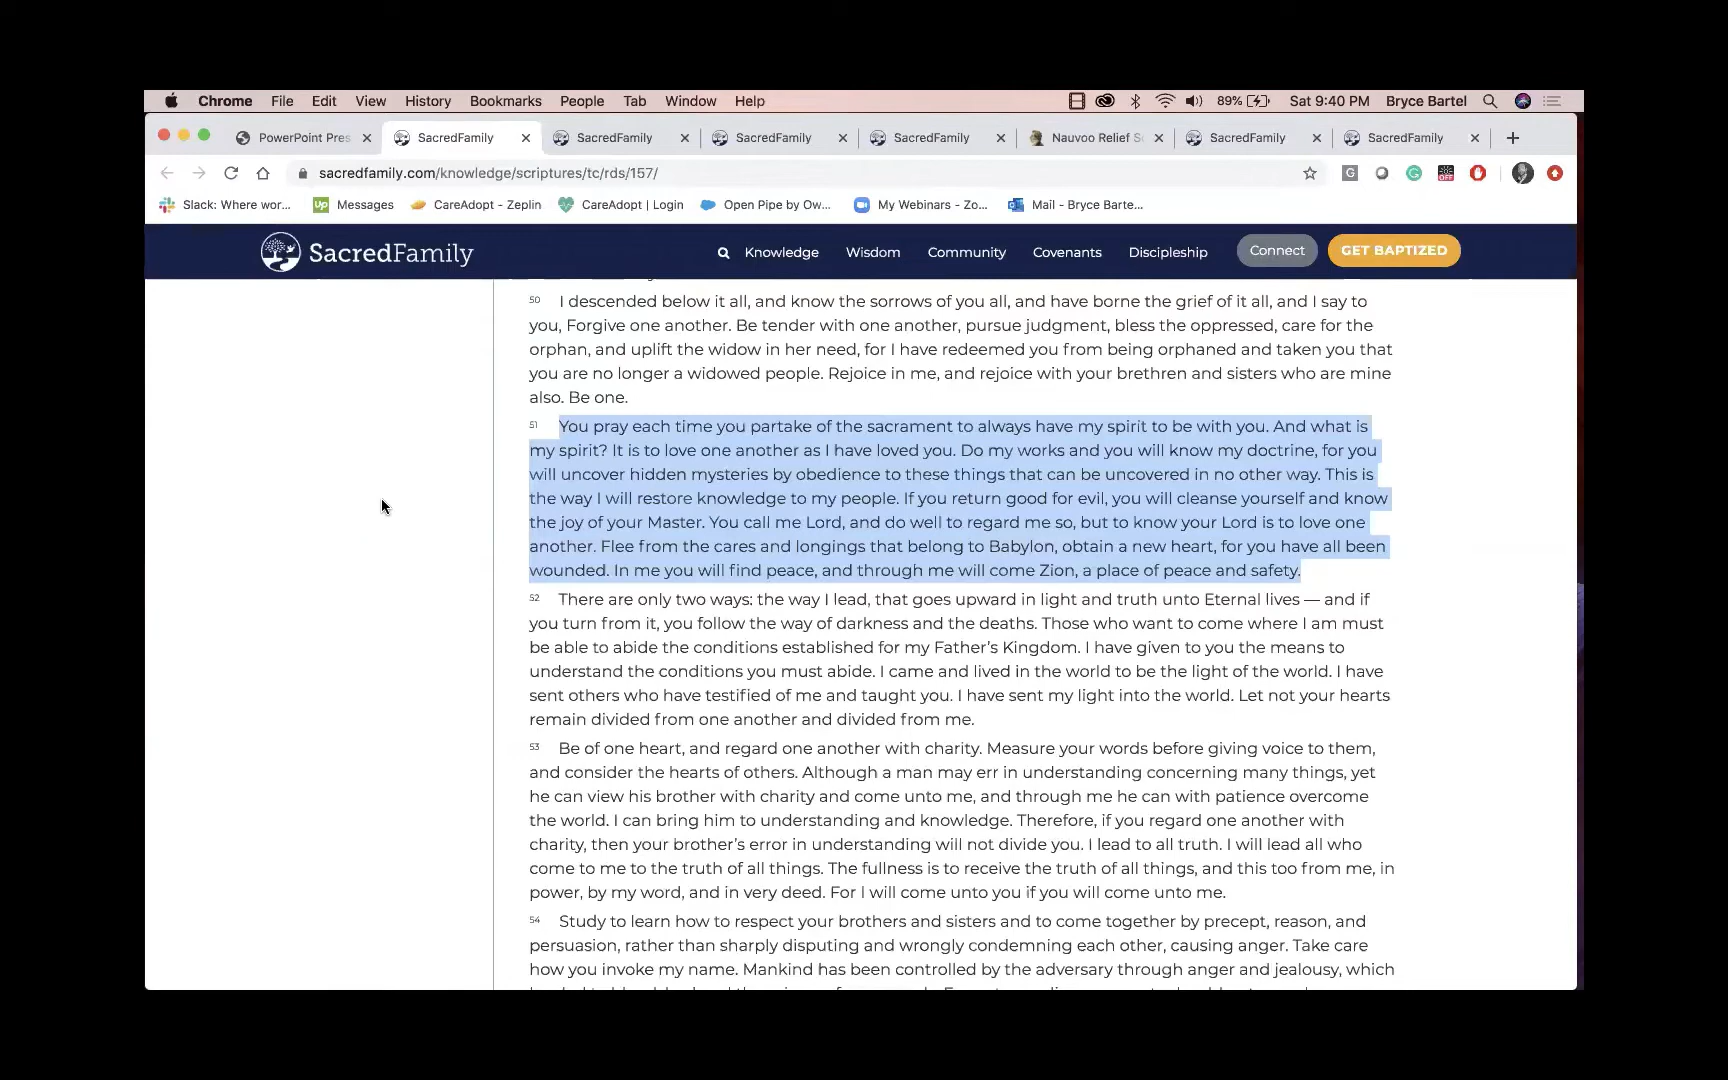 Chrome File Edit View History Bookmarks People Tab Window Help 89% Sat 9:40 PM Bryce Bartel
PowerPoint Pres SacredFamily SacredFamily SacredFamily SacredFamily Nauvoo Relief S SacredFamily SacredFamily
sacredfamily.com/knowledge/scriptures/tc/rds/157/
Slack: Where wor... Messages CareAdopt - Zeplin CareAdopt | Login Open Pipe by Ow... My Webinars - Zo... Mail - Bryce Barte...
SacredFamily Knowledge Wisdom Community Covenants Discipleship Connect GET BAPTIZED
50 I descended below it all, and know the sorrows of you all, and have borne the grief of it all, and I say to
you, Forgive one another. Be tender with one another, pursue judgment, bless the oppressed, care for the
orphan, and uplift the widow in her need, for I have redeemed you from being orphaned and taken you that
you are no longer a widowed people. Rejoice in me, and rejoice with your brethren and sisters who are mine
also. Be one.
51 You pray each time you partake of the sacrament to always have my spirit to be with you. And what is
my spirit? It is to love one another as I have loved you. Do my works and you will know my doctrine, for you
will uncover hidden mysteries by obedience to these things that can be uncovered in no other way. This is
the way I will restore knowledge to my people. If you return good for evil, you will cleanse yourself and know
the joy of your Master. You call me Lord, and do well to regard me so, but to know your Lord is to love one
another. Flee from the cares and longings that belong to Babylon, obtain a new heart, for you have all been
wounded. In me you will find peace, and through me will come Zion, a place of peace and safety.
52 There are only two ways: the way I lead, that goes upward in light and truth unto Eternal lives — and if
you turn from it, you follow the way of darkness and the deaths. Those who want to come where I am must
be able to abide the conditions established for my Father's Kingdom. I have given to you the means to
understand the conditions you must abide. I came and lived in the world to be the light of the world. I have
sent others who have testified of me and taught you. I have sent my light into the world. Let not your hearts
remain divided from one another and divided from me.
53 Be of one heart, and regard one another with charity. Measure your words before giving voice to them,
and consider the hearts of others. Although a man may err in understanding concerning many things, yet
he can view his brother with charity and come unto me, and through me he can with patience overcome
the world. I can bring him to understanding and knowledge. Therefore, if you regard one another with
charity, then your brother's error in understanding will not divide you. I lead to all truth. I will lead all who
come to me to the truth of all things. The fullness is to receive the truth of all things, and this too from me, in
power, by my word, and in very deed. For I will come unto you if you will come unto me.
54 Study to learn how to respect your brothers and sisters and to come together by precept, reason, and
persuasion, rather than sharply disputing and wrongly condemning each other, causing anger. Take care
how you invoke my name. Mankind has been controlled by the adversary through anger and jealousy, which